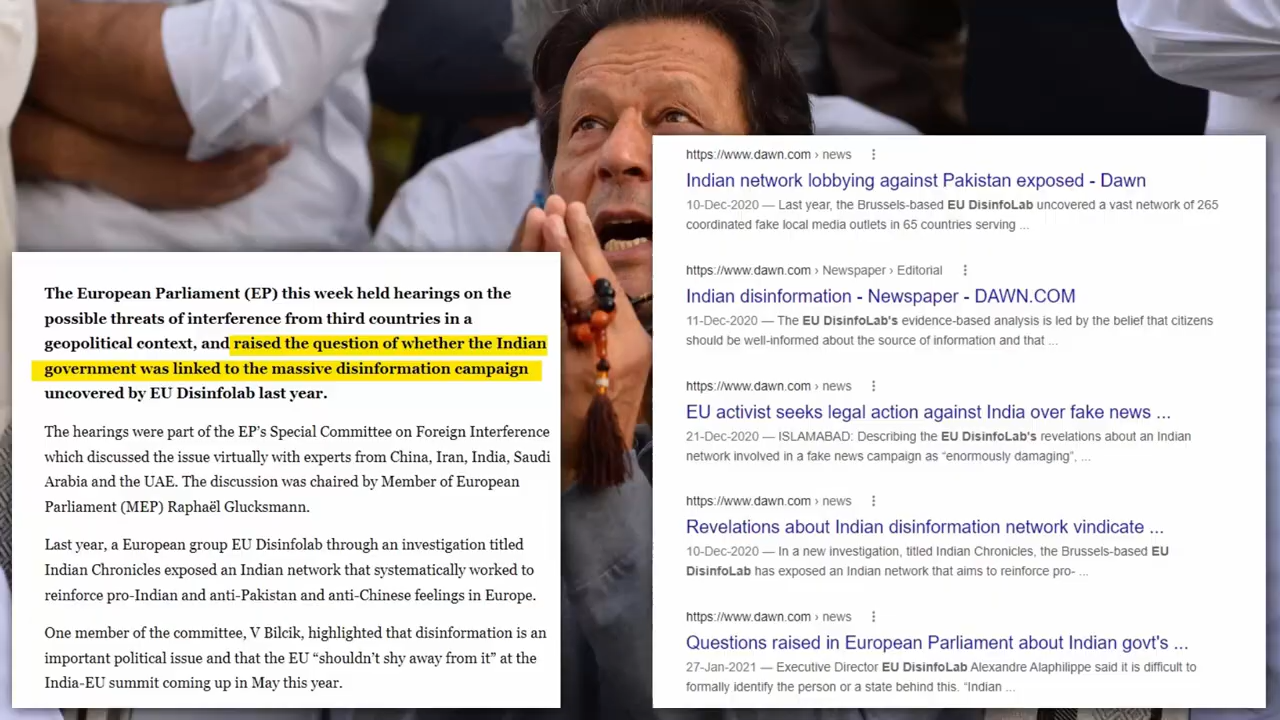 The European Parliament (EP) this week held hearings on the
possible threats of interference from third countries in a
geopolitical context, and raised the question of whether the Indian
government was linked to the massive disinformation campaign
uncovered by EU Disinfolab last year.
The hearings were part of the EP's Special Committee on Foreign Interference
which discussed the issue virtually with experts from China, Iran, India, Saudi
Arabia and the UAE. The discussion was chaired by Member of European
Parliament (MEP) Raphaël Glucksmann.
Last year, a European group EU Disinfolab through an investigation titled
Indian Chronicles exposed an Indian network that systematically worked to
reinforce pro-Indian and anti-Pakistan and anti-Chinese feelings in Europe.
One member of the committee, V Bilcik, highlighted that disinformation is an
important political issue and that the EU “shouldn’t shy away from it” at the
India-EU summit coming up in May this year.
https://www.dawn.com › news
Indian network lobbying against Pakistan exposed - Dawn
10-Dec-2020 — Last year, the Brussels-based EU DisinfoLab uncovered a vast network of 265
coordinated fake local media outlets in 65 countries serving ...
https://www.dawn.com › Newspaper › Editorial
Indian disinformation - Newspaper - DAWN.COM
11-Dec-2020 — The EU DisinfoLab's evidence-based analysis is led by the belief that citizens
should be well-informed about the source of information and that ...
https://www.dawn.com › news
EU activist seeks legal action against India over fake news ...
21-Dec-2020 — ISLAMABAD: Describing the EU DisinfoLab's revelations about an Indian
network involved in a fake news campaign as “enormously damaging”, ...
https://www.dawn.com › news
Revelations about Indian disinformation network vindicate ...
10-Dec-2020 — In a new investigation, titled Indian Chronicles, the Brussels-based EU
DisinfoLab has exposed an Indian network that aims to reinforce pro- ...
https://www.dawn.com › news
Questions raised in European Parliament about Indian govt's ...
27-Jan-2021 — Executive Director EU DisinfoLab Alexandre Alaphilippe said it is difficult to
formally identify the person or a state behind this. “Indian ...